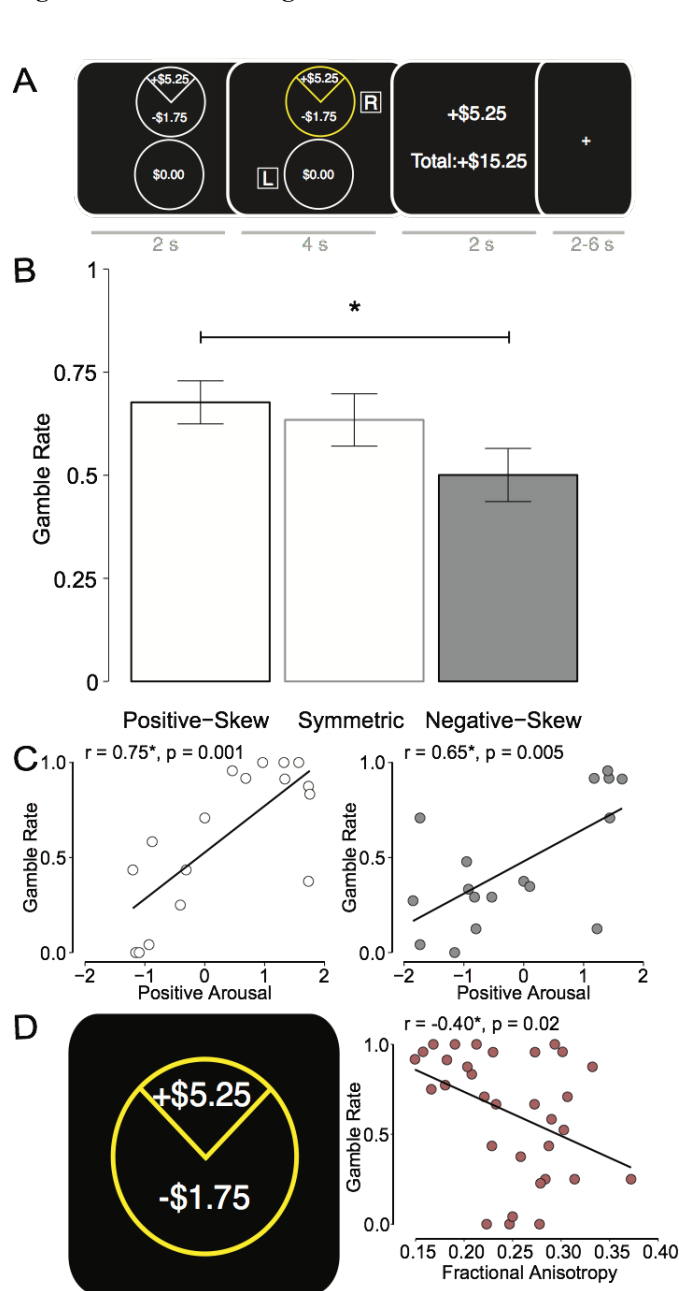 A
+$5.25
-$1.75
$0.00
+$5.25
-$1.75
R
L
$0.00
+$5.25
Total:+$15.25
+
2 s
4 s
2 s
2-6 s
B
1
0.75
0.5
0.25
0
Gamble Rate
*
Positive-Skew
Symmetric
Negative-Skew
C
r = 0.75*, p = 0.001
1.0
0.5
0.0
Gamble Rate
−2
−1
0
1
2
Positive Arousal
r = 0.65*, p = 0.005
1.0
0.5
0.0
Gamble Rate
−2
−1
0
1
2
Positive Arousal
D
+$5.25
-$1.75
r = -0.40*, p = 0.02
1.0
0.5
0.0
Gamble Rate
0.15
0.20
0.25
0.30
0.35
0.40
Fractional Anisotropy